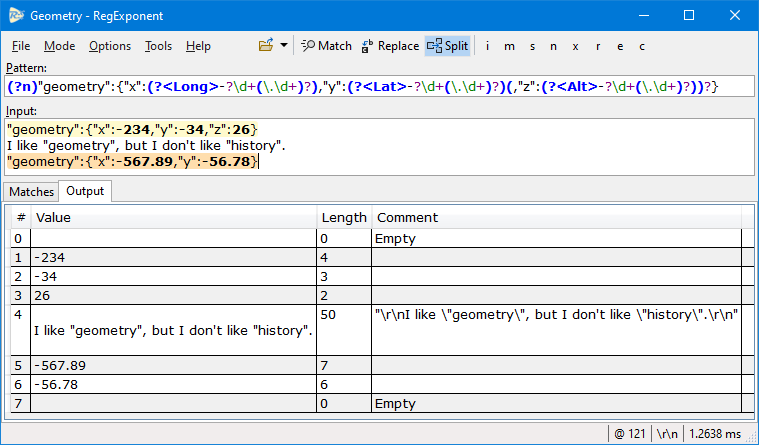 Geometry - RegExponent
File Mode Options Tools Help Match Replace Split i m s n x r e c
Pattern:
(?n)"geometry":{"x":(?<Long>-?\d+(\.\d+)?),"y":(?<Lat>-?\d+(\.\d+)?)(,"z":(?<Alt>-?\d+(\.\d+)?))?}
Input:
"geometry":{"x":-234,"y":-34,"z":26}
I like "geometry", but I don't like "history".
"geometry":{"x":-567.89,"y":-56.78}
Matches Output
# Value Length Comment
0 0 Empty
1 -234 4
2 -34 3
3 26 2
4 50 "\r\nI like \"geometry\", but I don't like \"history\".\r\n"
I like "geometry", but I don't like "history".
5 -567.89 7
6 -56.78 6
7 0 Empty
@ 121 \r\n 1.2638 ms